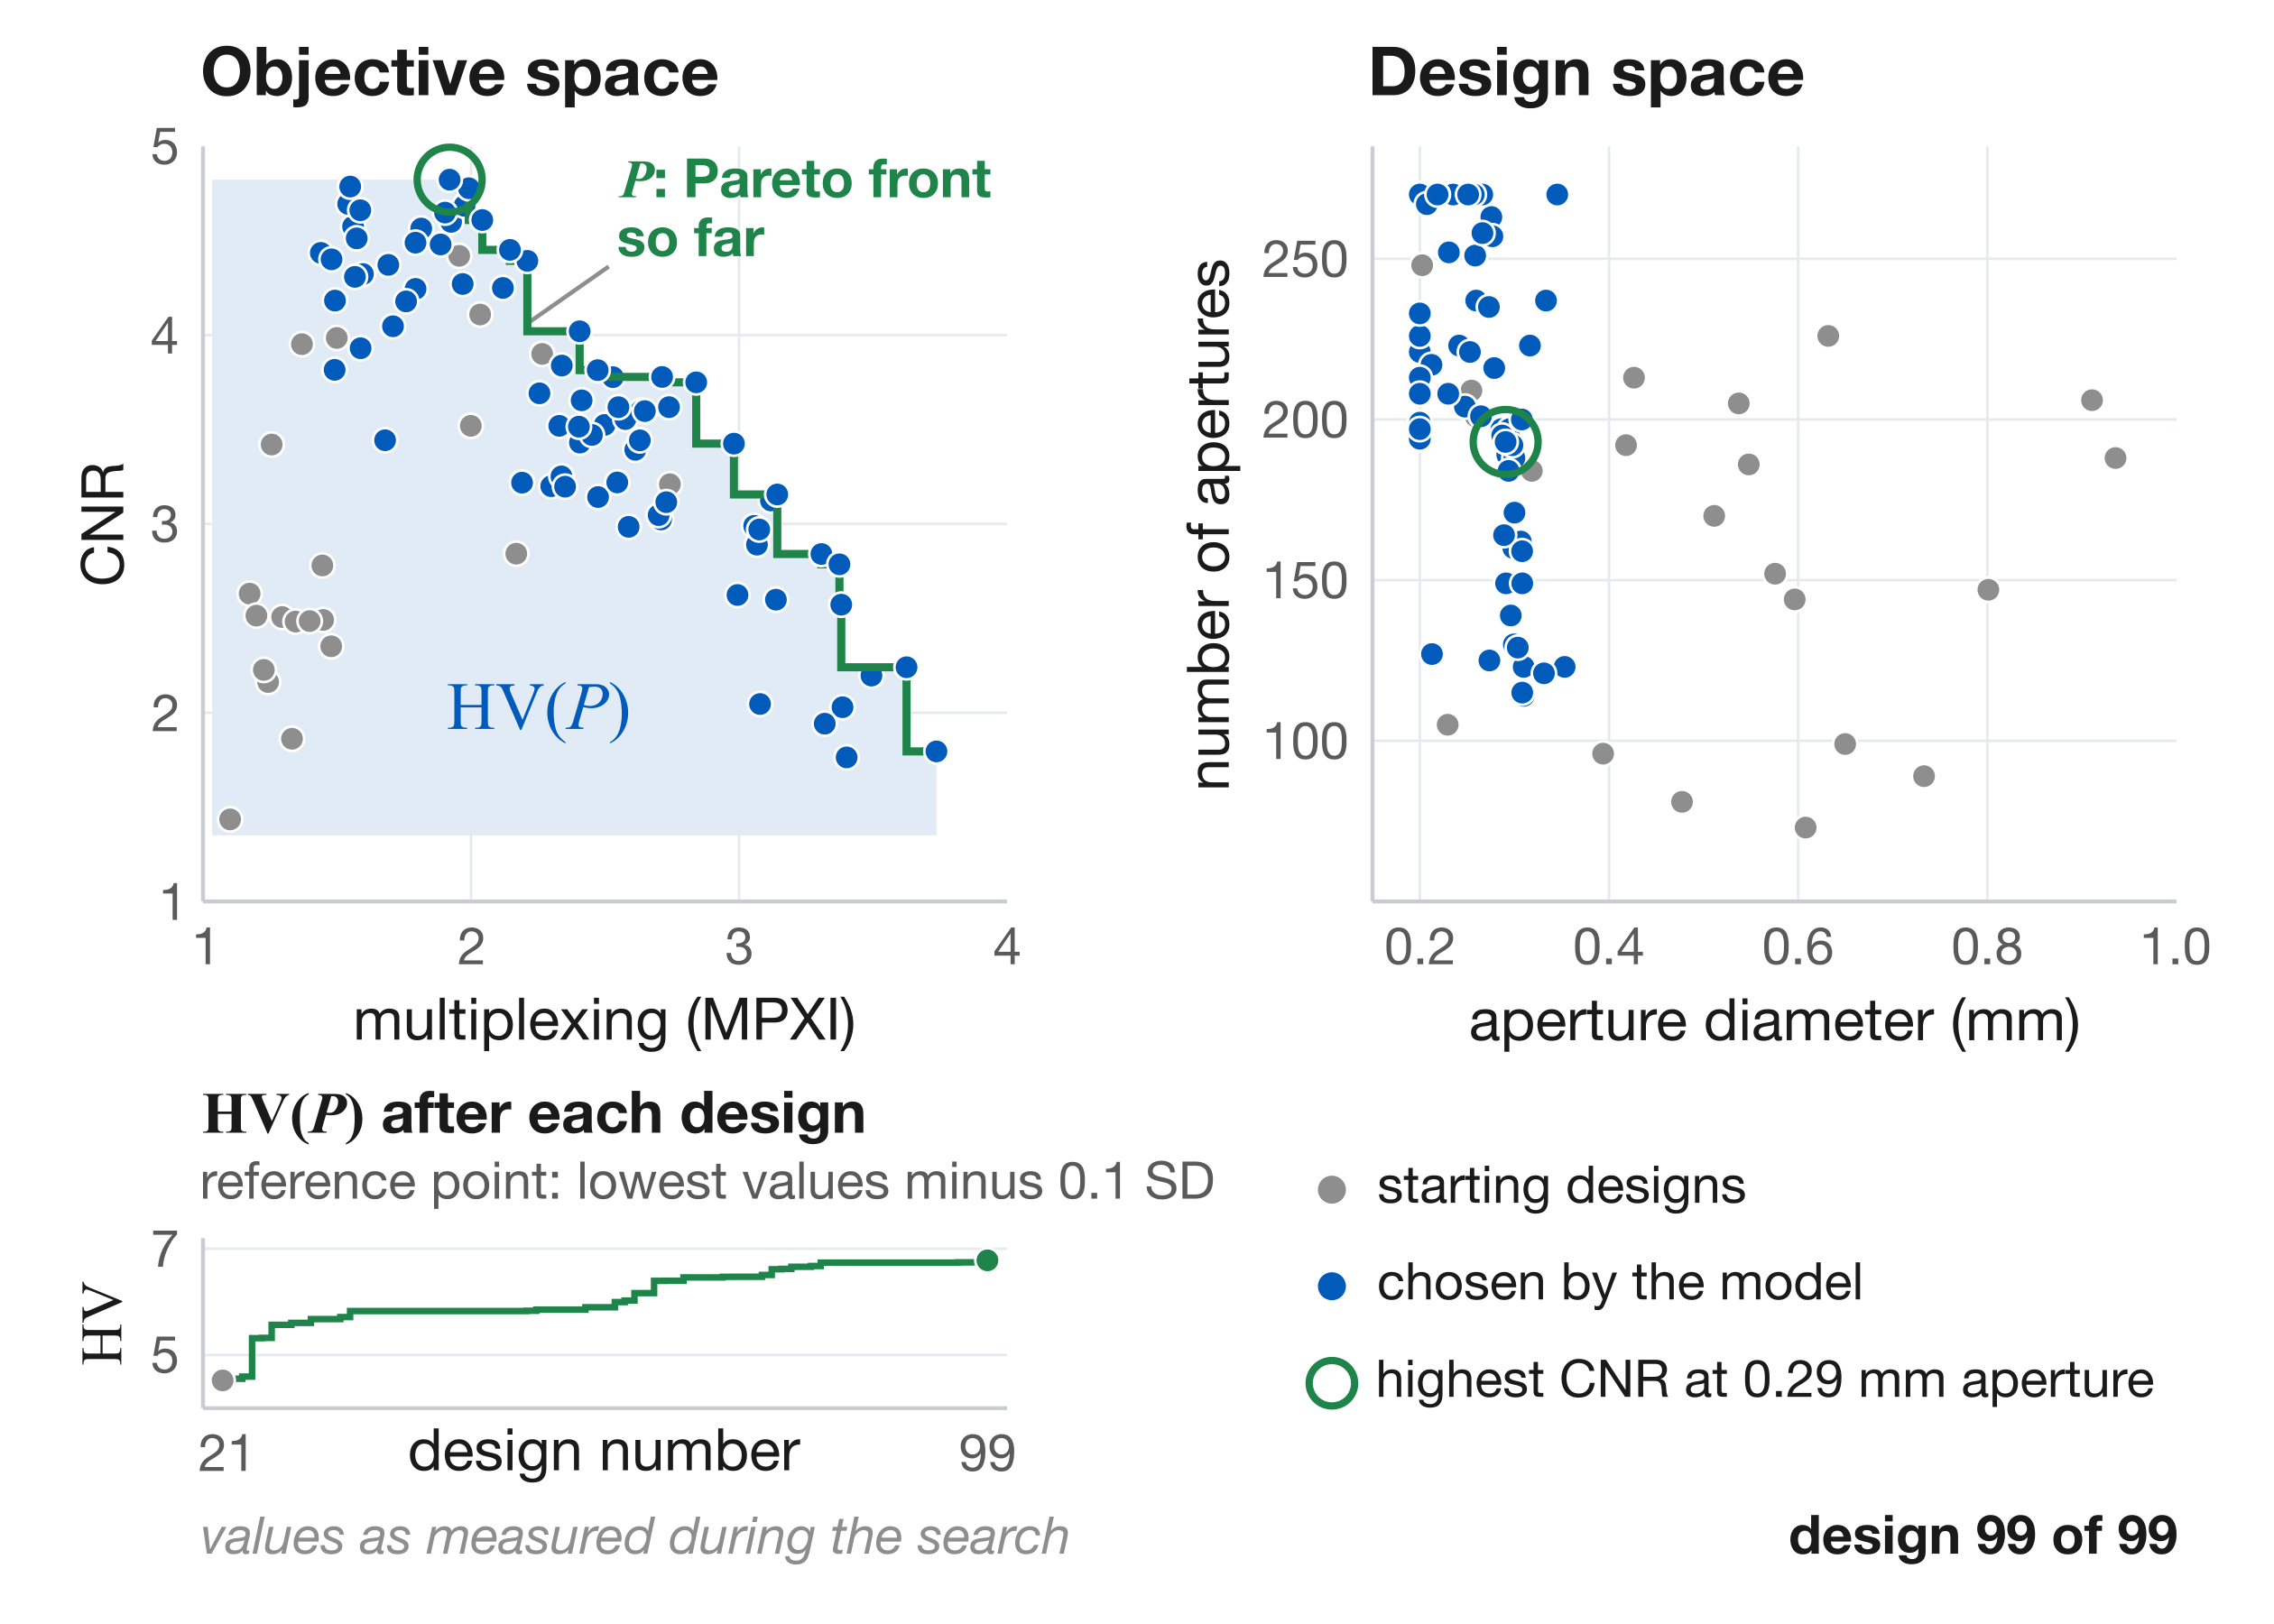 Objective space
5
4
3
2
1
CNR
P: Pareto front
so far
HV(P)
1
2
3
4
multiplexing (MPXI)
Design space
250
200
150
100
number of apertures
0.2
0.4
0.6
0.8
1.0
aperture diameter (mm)
HV(P) after each design
reference point: lowest values minus 0.1 SD
7
5
HV
21
design number
99
starting designs
chosen by the model
highest CNR at 0.29 mm aperture
values as measured during the search
design 99 of 99